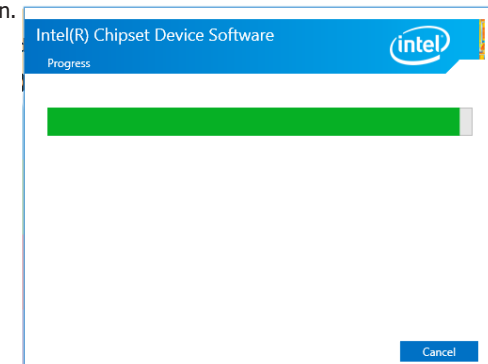 n.
Intel(R) Chipset Device Software
intel
Progress
Cancel